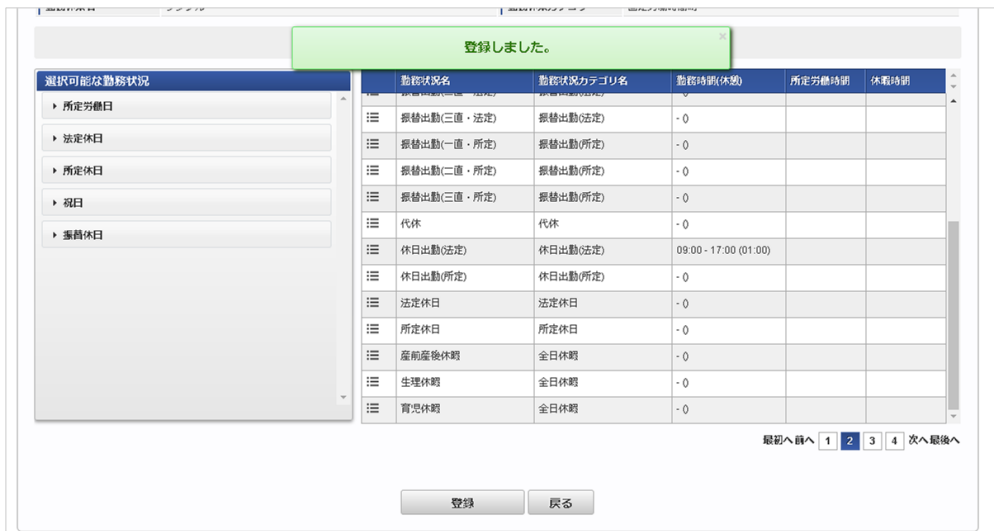 登録しました。
×
選択可能な勤務状況
所定労働日
法定休日
所定休日
祝日
振替休日
勤務状況名 勤務状況カテゴリ名 勤務時間(休憩) 所定労働時間 休暇時間
振替出勤(三直・法定) 振替出勤(法定) - ()
振替出勤(一直・所定) 振替出勤(所定) - ()
振替出勤(二直・所定) 振替出勤(所定) - ()
振替出勤(三直・所定) 振替出勤(所定) - ()
代休 代休 - ()
休日出勤(法定) 休日出勤(法定) 09:00 - 17:00 (01:00)
休日出勤(所定) 休日出勤(所定) - ()
法定休日 法定休日 - ()
所定休日 所定休日 - ()
産前産後休暇 全日休暇 - ()
生理休暇 全日休暇 - ()
育児休暇 全日休暇 - ()
最初へ 前へ 1 2 3 4 次へ 最後へ
登録 戻る